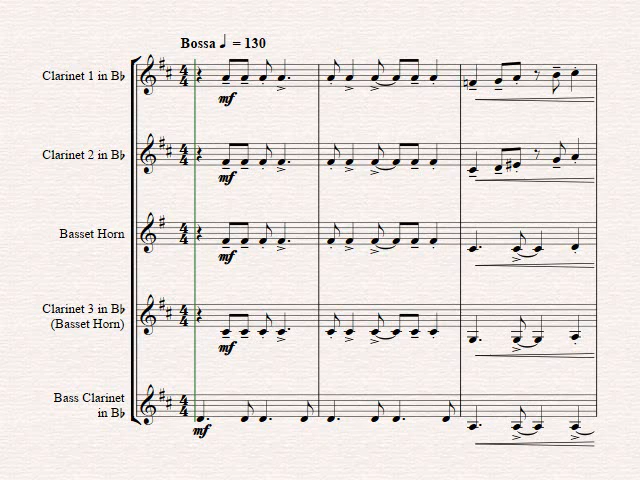 Bossa ♩ = 130
Clarinet 1 in B♭
mf
Clarinet 2 in B♭
mf
Basset Horn
mf
Clarinet 3 in B♭
(Basset Horn)
mf
Bass Clarinet
in B♭
mf